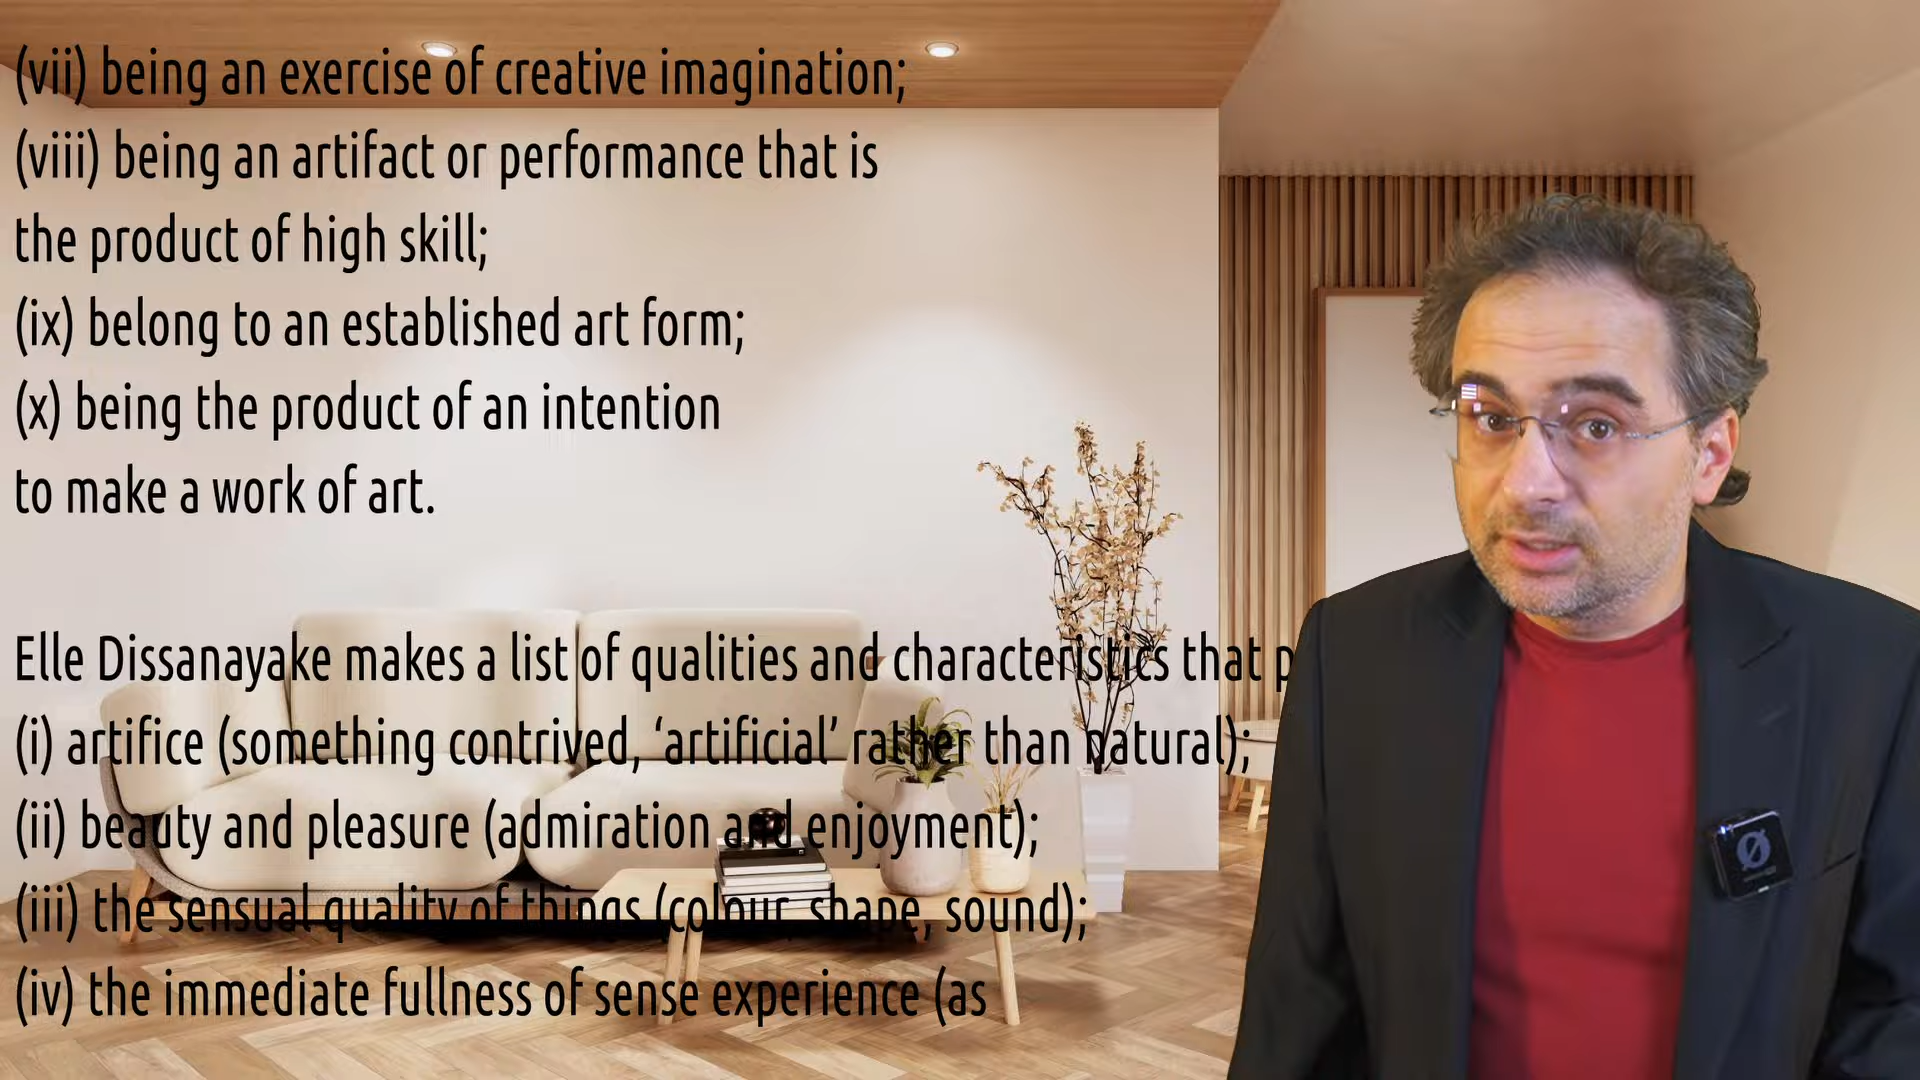 (vii) being an exercise of creative imagination;
(viii) being an artifact or performance that is
the product of high skill;
(ix) belong to an established art form;
(x) being the product of an intention
to make a work of art.
Elle Dissanayake makes a list of qualities and characteristics that
(i) artifice (something contrived, ‘artificial’ rather than natural);
(ii) beauty and pleasure (admiration and enjoyment);
(iii) the sensual quality of things (colour, shape, sound);
(iv) the immediate fullness of sense experience (as